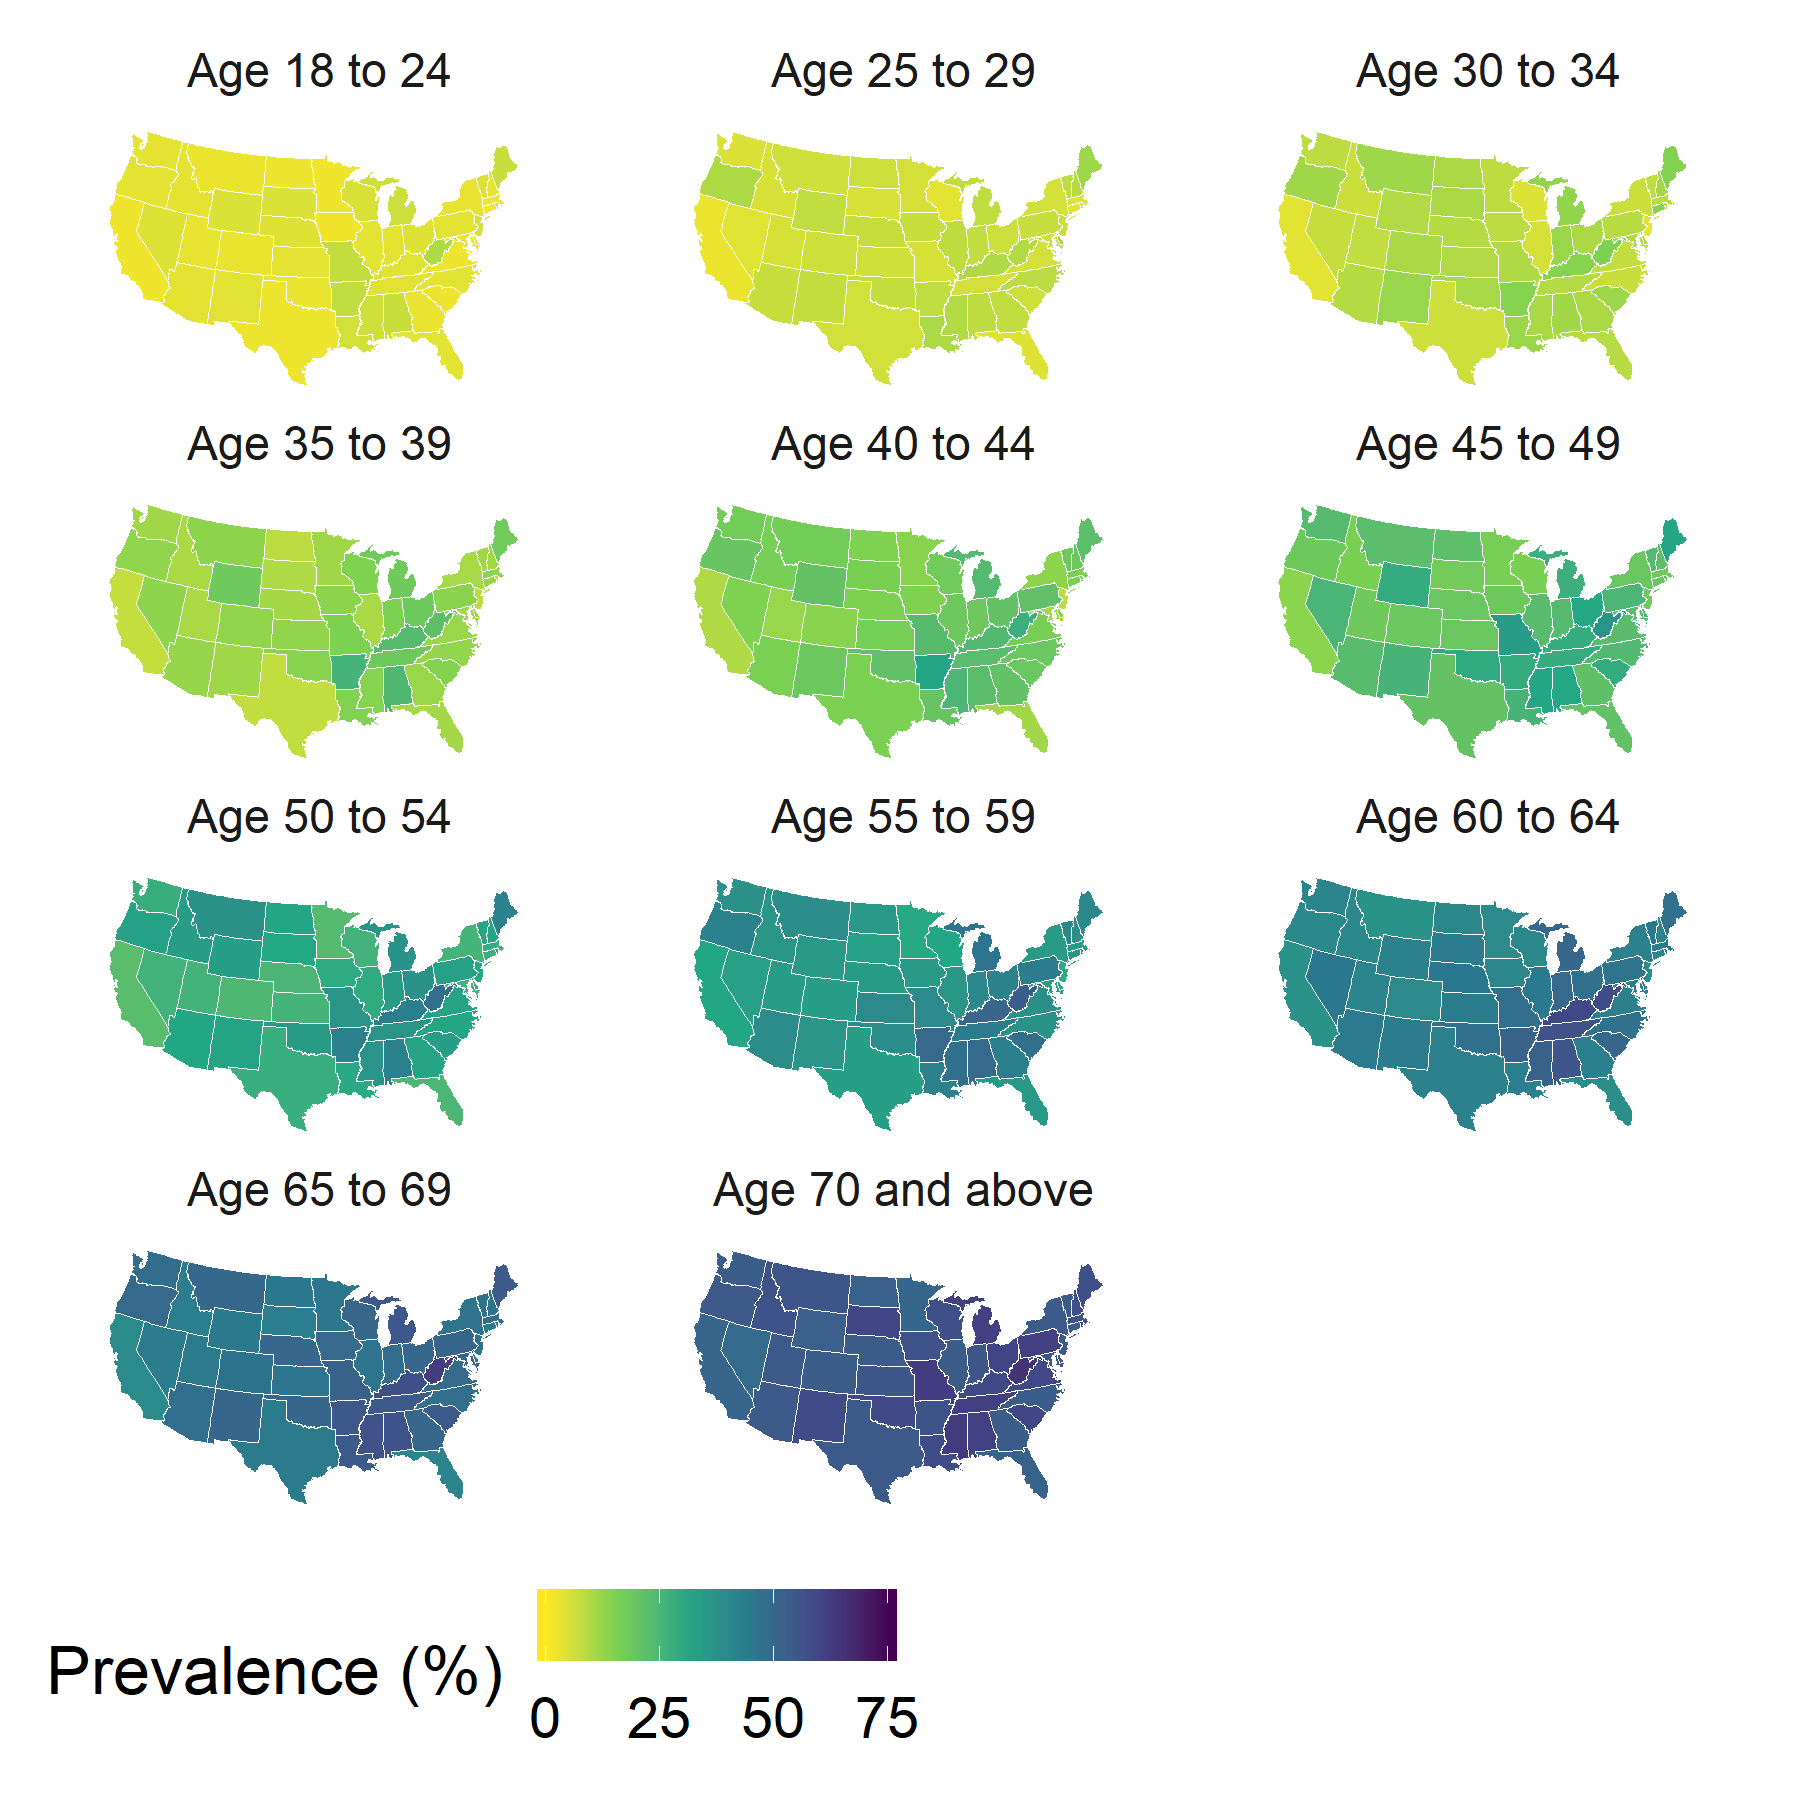 Age 18 to 24
Age 25 to 29
Age 30 to 34
Age 35 to 39
Age 40 to 44
Age 45 to 49
Age 50 to 54
Age 55 to 59
Age 60 to 64
Age 65 to 69
Age 70 and above
Prevalence (%)
0 25 50 75